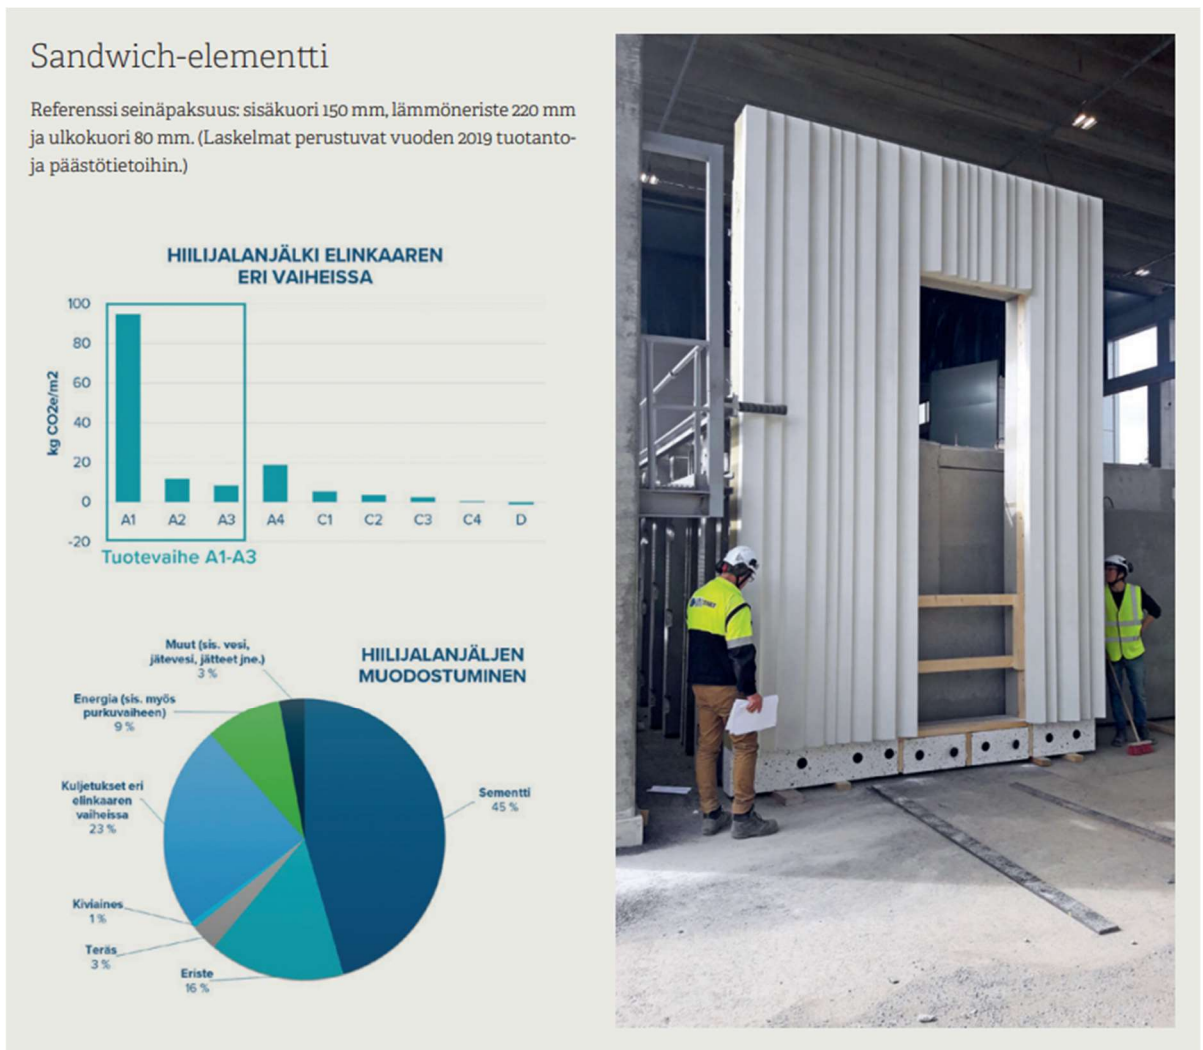 Sandwich-elementti
Referenssi seinäpaksuus: sisäkuori 150 mm, lämmöneriste 220 mm
ja ulkokuori 80 mm. (Laskelmat perustuvat vuoden 2019 tuotanto-
ja päästötietoihin.)
HIILIJALANJÄLKI ELINKAAREN
ERI VAIHEISSA
kg CO2e/m2
100
80
60
40
20
0
-20
A1 A2 A3 A4 C1 C2 C3 C4 D
Tuotevaihe A1-A3
HIILIJALANJÄLJEN
MUODOSTUMINEN
Muut (sis. vesi,
jätevesi, jätteet jne.)
3 %
Energia (sis. myös
purkuvaiheen)
9 %
Kuljetukset eri
elinkaaren
vaiheissa
23 %
Kiviaines
1 %
Teräs
3 %
Eriste
16 %
Sementti
45 %